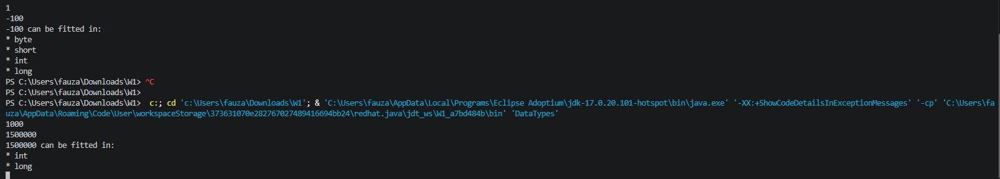 1
-100
-100 can be fitted in:
* byte
* short
* int
* long
PS C:\Users\fauza\Downloads\W1> ^C
PS C:\Users\fauza\Downloads\W1>
PS C:\Users\fauza\Downloads\W1>  c:; cd 'c:\Users\fauza\Downloads\W1'; & 'C:\Users\fauza\AppData\Local\Programs\Eclipse Adoptium\jdk-17.0.20.101-hotspot\bin\java.exe' '-XX:+ShowCodeDetailsInExceptionMessages' '-cp' 'C:\Users\fa
uza\AppData\Roaming\Code\User\workspaceStorage\373631070e282767027489416694bb24\redhat.java\jdt_ws\W1_a7bd484b\bin' 'DataTypes'
1000
1500000
1500000 can be fitted in:
* int
* long